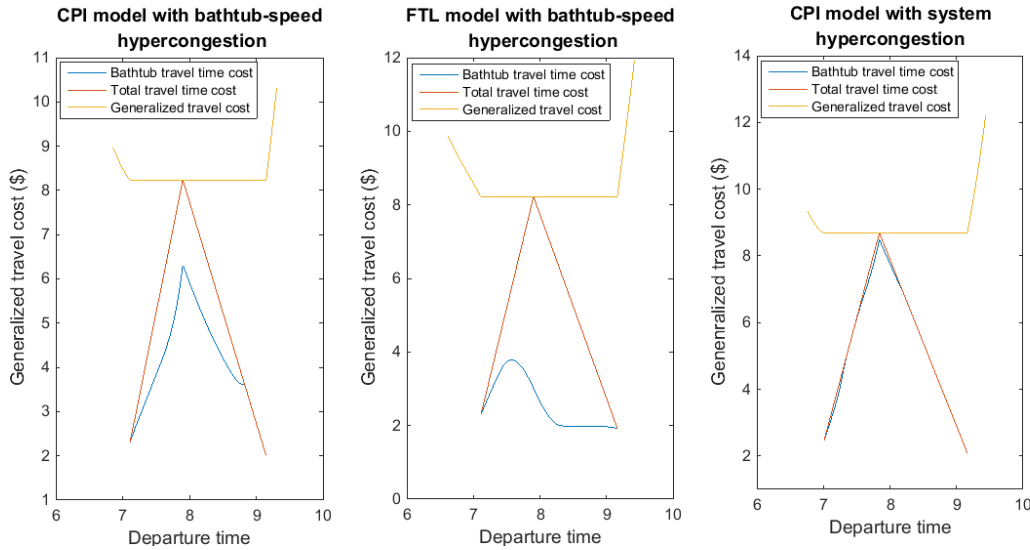 CPI model with bathtub-speed
hypercongestion
11
10
9
8
7
6
5
4
3
2
1
Bathtub travel time cost
Total travel time cost
Generalized travel cost
Generalized travel cost ($)
6
7
8
9
10
Departure time
FTL model with bathtub-speed
hypercongestion
12
10
8
6
4
2
0
Bathtub travel time cost
Total travel time cost
Generalized travel cost
Generalized travel cost ($)
6
7
8
9
10
Departure time
CPI model with system
hypercongestion
14
12
10
8
6
4
2
Bathtub travel time cost
Total travel time cost
Generalized travel cost
Genenralized travel cost ($)
6
7
8
9
10
Departure time